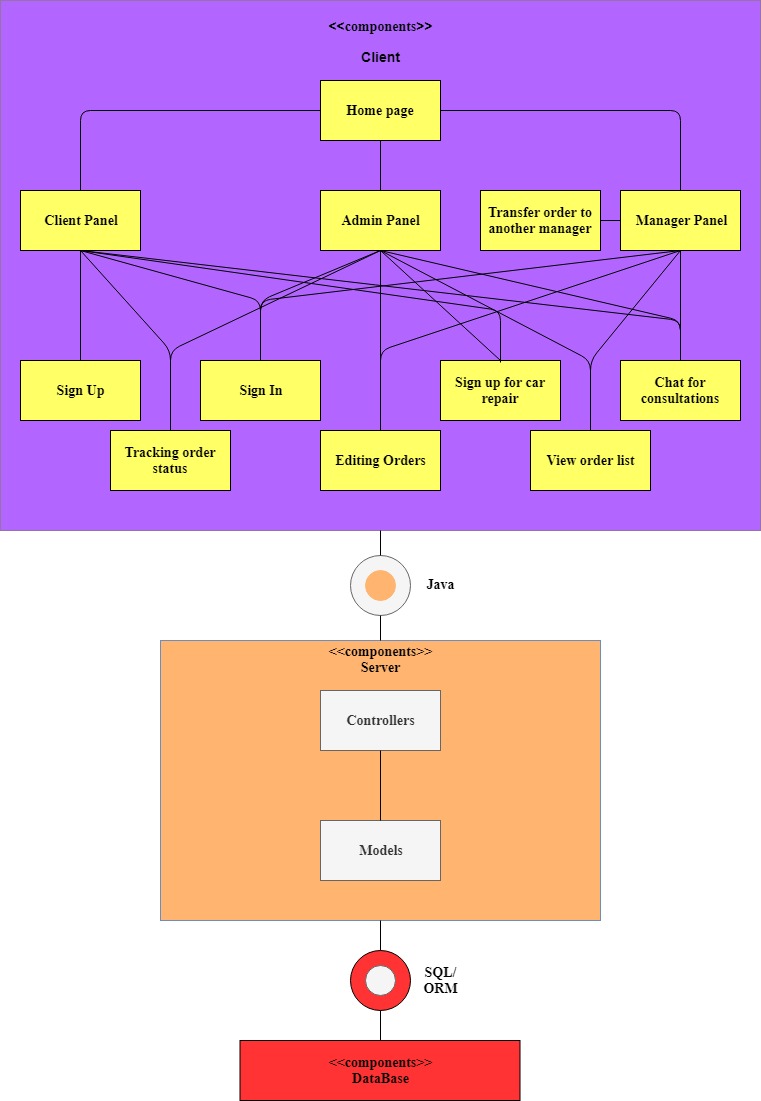 <<components>>
Client
Home page
Client Panel
Admin Panel
Transfer order to
another manager
Manager Panel
Sign Up
Sign In
Sign up for car
repair
Chat for
consultations
Tracking order
status
Editing Orders
View order list
Java
<<components>>
Server
Controllers
Models
SQL/
ORM
<<components>>
DataBase